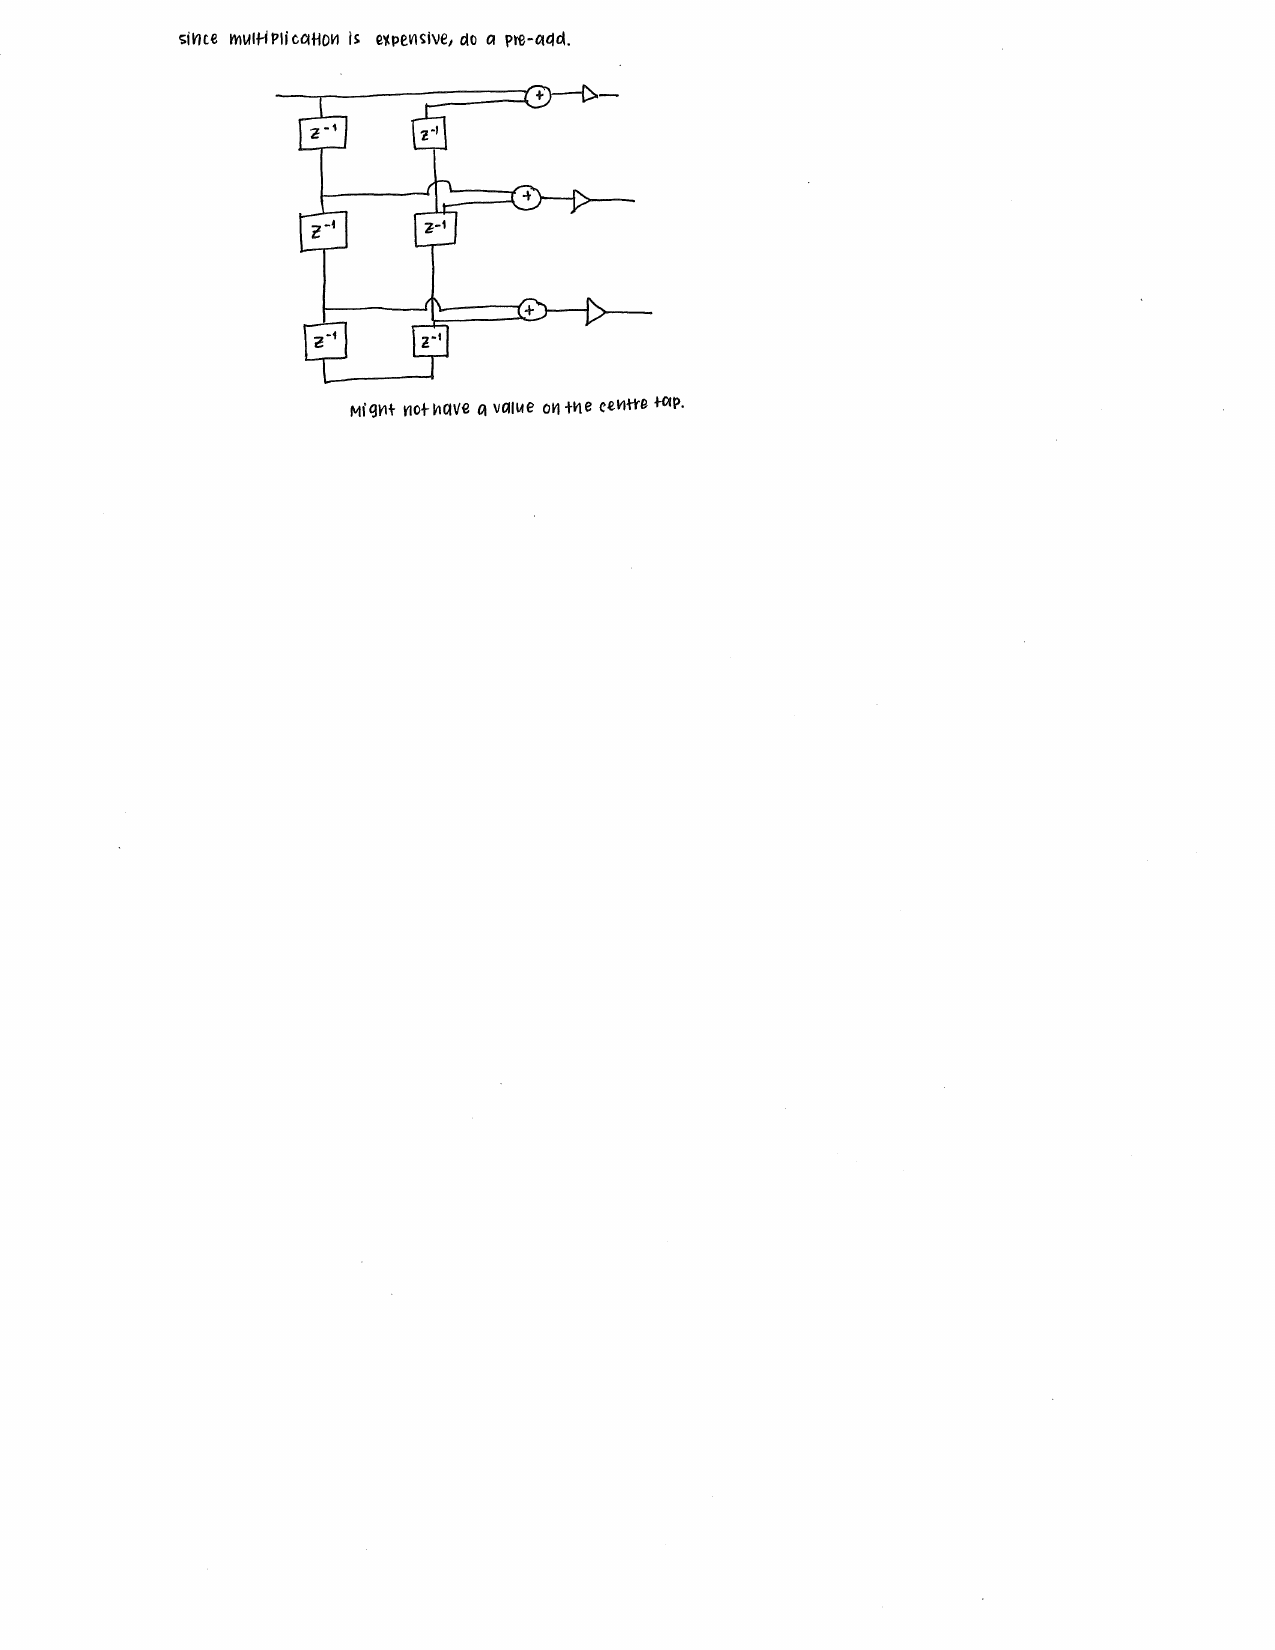 since multiplication is expensive, do a pre-add.
+
z⁻¹ z⁻¹
+
z⁻¹ z⁻¹
+
z⁻¹ z⁻¹
Might not have a value on the centre tap.